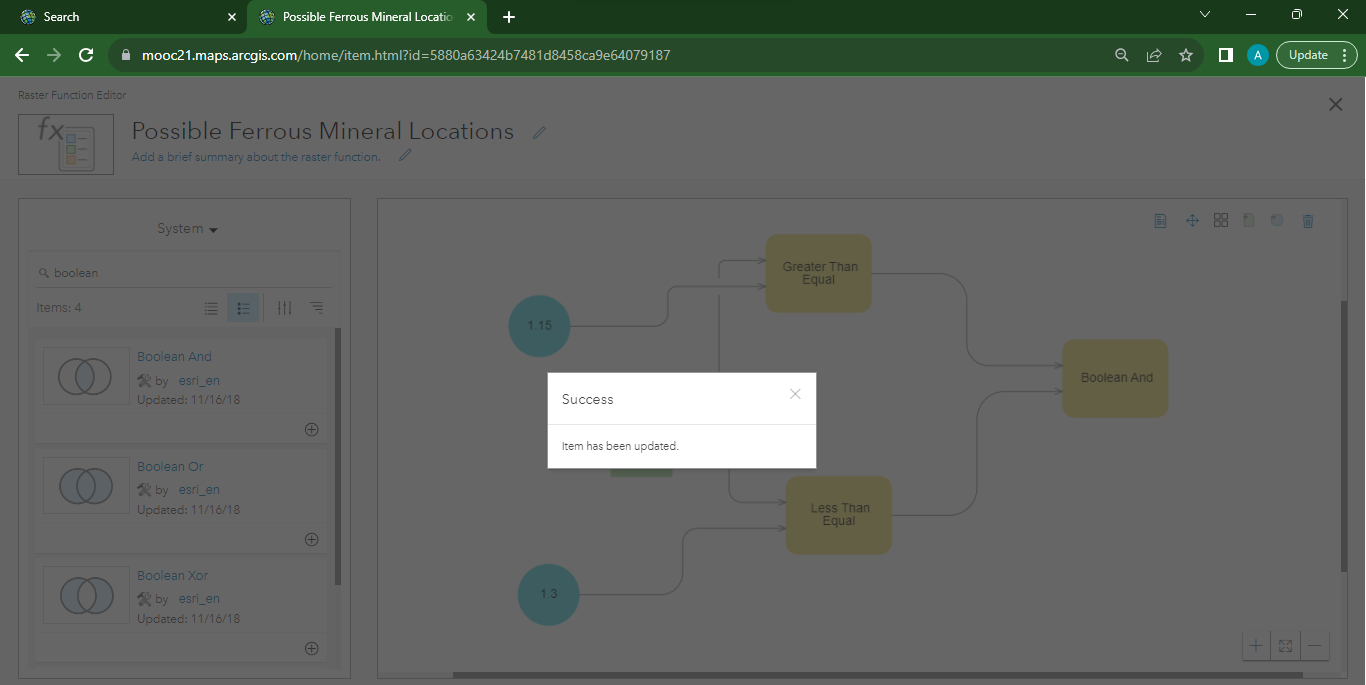 Search
Possible Ferrous Mineral Locatio
mooc21.maps.arcgis.com/home/item.html?id=5880a63424b7481d8458ca9e64079187
A
Update
Raster Function Editor
fx
Possible Ferrous Mineral Locations
Add a brief summary about the raster function.
System
boolean
Items: 4
Boolean And
by esri_en
Updated: 11/16/18
Boolean Or
by esri_en
Updated: 11/16/18
Boolean Xor
by esri_en
Updated: 11/16/18
Greater Than
Equal
1.15
Boolean And
Success
Item has been updated.
Less Than
Equal
1.3